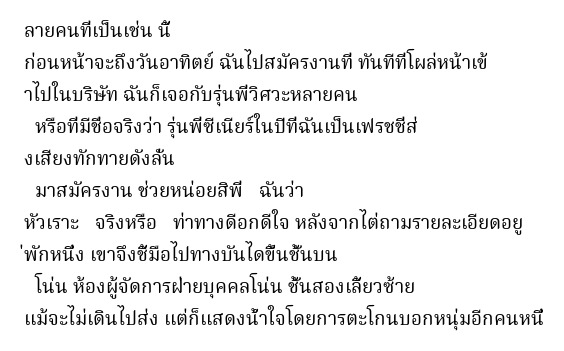 ลายคนที่เป็นเช่น นี้
ก่อนหน้าจะถึงวันอาทิตย์ ฉันไปสมัครงานที่ ทันทีที่โผล่หน้าเข้
าไปในบริษัท ฉันก็เจอกับรุ่นพี่วิศวะหลายคน
หรือที่มีชื่อจริงว่า รุ่นพี่ซีเนียร์ในปีที่ฉันเป็นเฟรชชี่ส่
งเสียงทักทายดังลั่น
มาสมัครงาน ช่วยหน่อยสิพี่ ฉันว่า
หัวเราะ จริงหรือ ท่าทางดีอกดีใจ หลังจากไต่ถามรายละเอียดอยู
่พักหนึ่ง เขาจึงชี้มือไปทางบันไดขึ้นชั้นบน
โน่น ห้องผู้จัดการฝ่ายบุคคลโน่น ชั้นสองเลี้ยวซ้าย
แม้จะไม่เดินไปส่ง แต่ก็แสดงน้ำใจโดยการตะโกนบอกหนุ่มอีกคนหนึ่